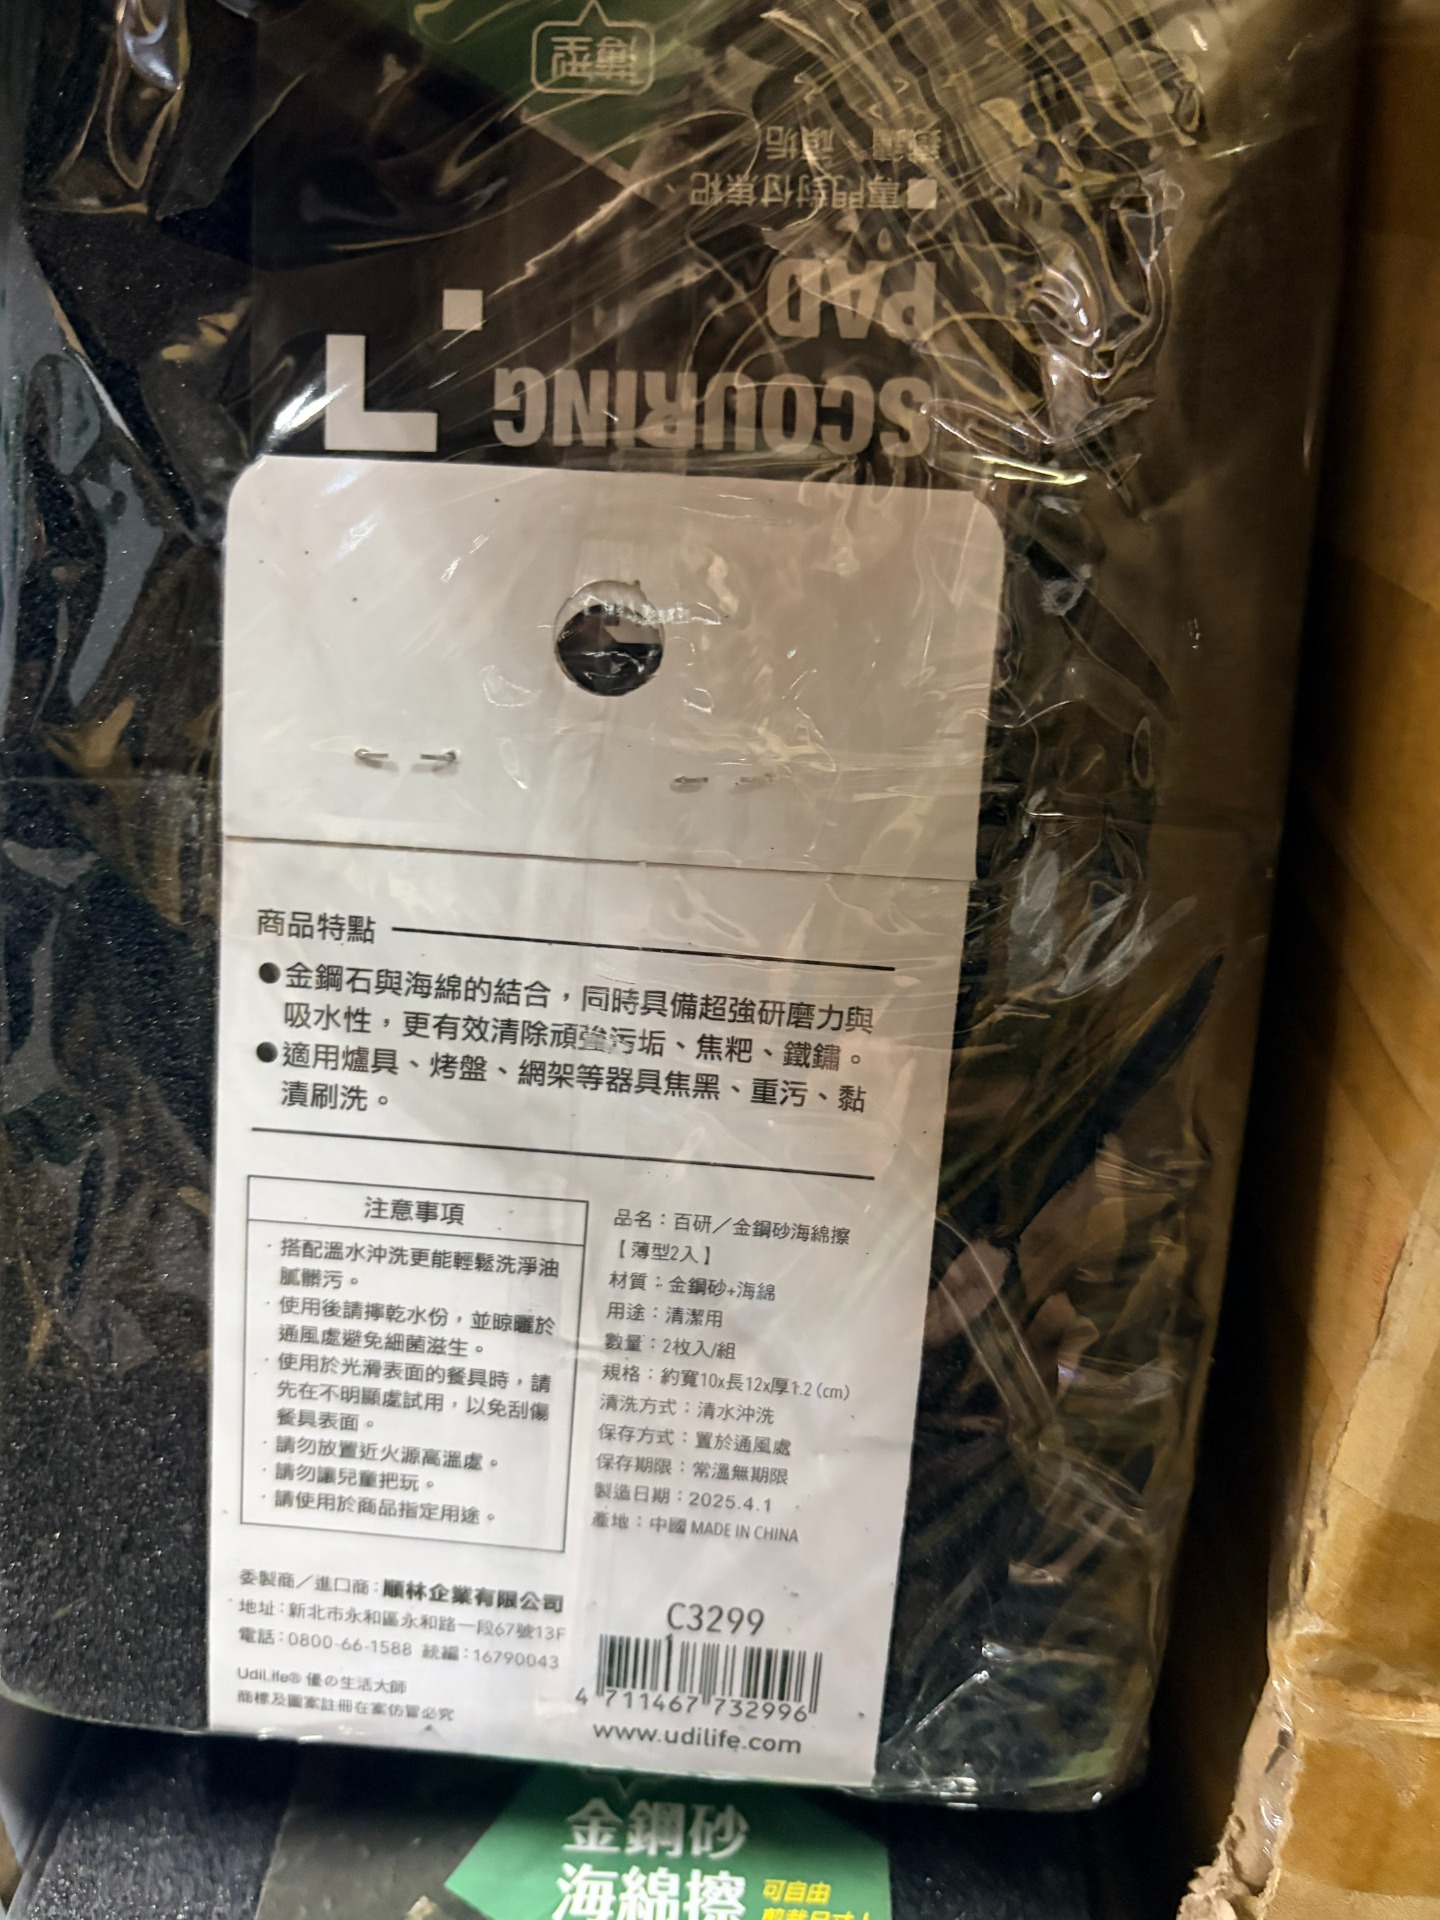 薄型
■專門對付焦粑、
鐵鏽、頑垢
SCOURING
PAD
商品特點
●金鋼石與海綿的結合，同時具備超強研磨力與
吸水性，更有效清除頑強污垢、焦粑、鐵鏽。
●適用爐具、烤盤、網架等器具焦黑、重污、黏
漬刷洗。
注意事項
·搭配溫水沖洗更能輕鬆洗淨油
膩髒污。
·使用後請擰乾水份，並晾曬於
通風處避免細菌滋生。
·使用於光滑表面的餐具時，請
先在不明顯處試用，以免刮傷
餐具表面。
·請勿放置近火源高溫處。
·請勿讓兒童把玩。
·請使用於商品指定用途。
品名：百研／金鋼砂海綿擦
【薄型2入】
材質：金鋼砂+海綿
用途：清潔用
數量：2枚入/組
規格：約寬10x長12x厚1.2(cm)
清洗方式：清水沖洗
保存方式：置於通風處
保存期限：常溫無期限
製造日期：2025.4.1
產地：中國 MADE IN CHINA
委製商／進口商：順林企業有限公司
地址：新北市永和區永和路一段67號13F
電話：0800-66-1588 統編：16790043
UdiLife® 優の生活大師
商標及圖案註冊在案仿冒必究
C3299
4 711467 732996
www.udilife.com
金鋼砂
海綿擦
可自由
剪裁尺寸！